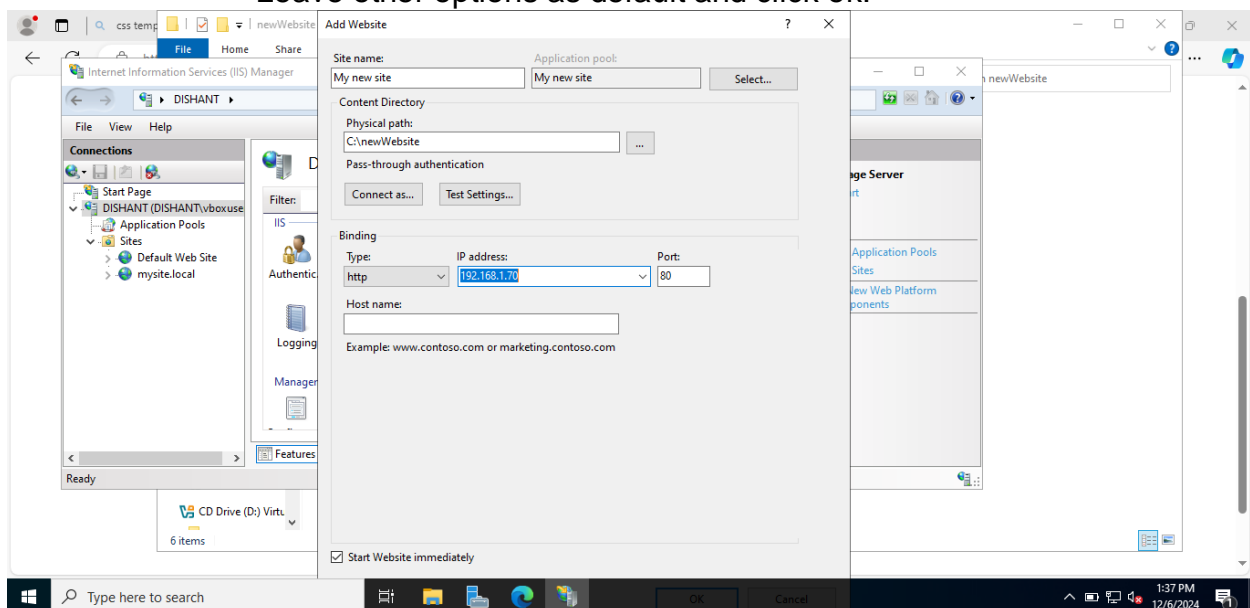 Leave other options as default and click ok.
css temp
newWebsite
File Home Share
Internet Information Services (IIS) Manager
DISHANT
File View Help
Connections
Start Page
DISHANT (DISHANT\vboxuse
Application Pools
Sites
Default Web Site
mysite.local
Filter:
IIS
Authentic
Logging
Manager
Features
Ready
CD Drive (D:) Virtu
6 items
Add Website ? ×
Site name: Application pool:
My new site My new site Select...
Content Directory
Physical path:
C:\newWebsite ...
Pass-through authentication
Connect as... Test Settings...
Binding
Type: IP address: Port:
http 192.168.1.70 80
Host name:
Example: www.contoso.com or marketing.contoso.com
Start Website immediately
OK Cancel
newWebsite
age Server
Application Pools
Sites
New Web Platform
ponents
Type here to search
1:37 PM
12/6/2024